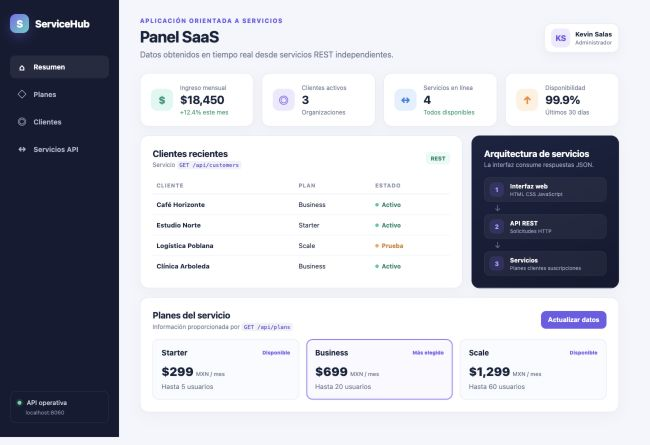 S ServiceHub
Resumen
Planes
Clientes
Servicios API
API operativa
localhost:8060
APLICACIÓN ORIENTADA A SERVICIOS
Panel SaaS
Datos obtenidos en tiempo real desde servicios REST independientes.
KS
Kevin Salas
Administrador
$
Ingreso mensual
$18,450
+12.4% este mes
Clientes activos
3
Organizaciones
Servicios en línea
4
Todos disponibles
Disponibilidad
99.9%
Últimos 30 días
Clientes recientes
Servicio GET /api/customers
REST
CLIENTE PLAN ESTADO
Café Horizonte Business Activo
Estudio Norte Starter Activo
Logística Poblana Scale Prueba
Clínica Arboleda Business Activo
Arquitectura de servicios
La interfaz consume respuestas JSON.
1
Interfaz web
HTML CSS JavaScript
2
API REST
Solicitudes HTTP
3
Servicios
Planes clientes suscripciones
Planes del servicio
Información proporcionada por GET /api/plans
Actualizar datos
Starter Disponible
$299 MXN / mes
Hasta 5 usuarios
Business Más elegido
$699 MXN / mes
Hasta 20 usuarios
Scale Disponible
$1,299 MXN / mes
Hasta 60 usuarios